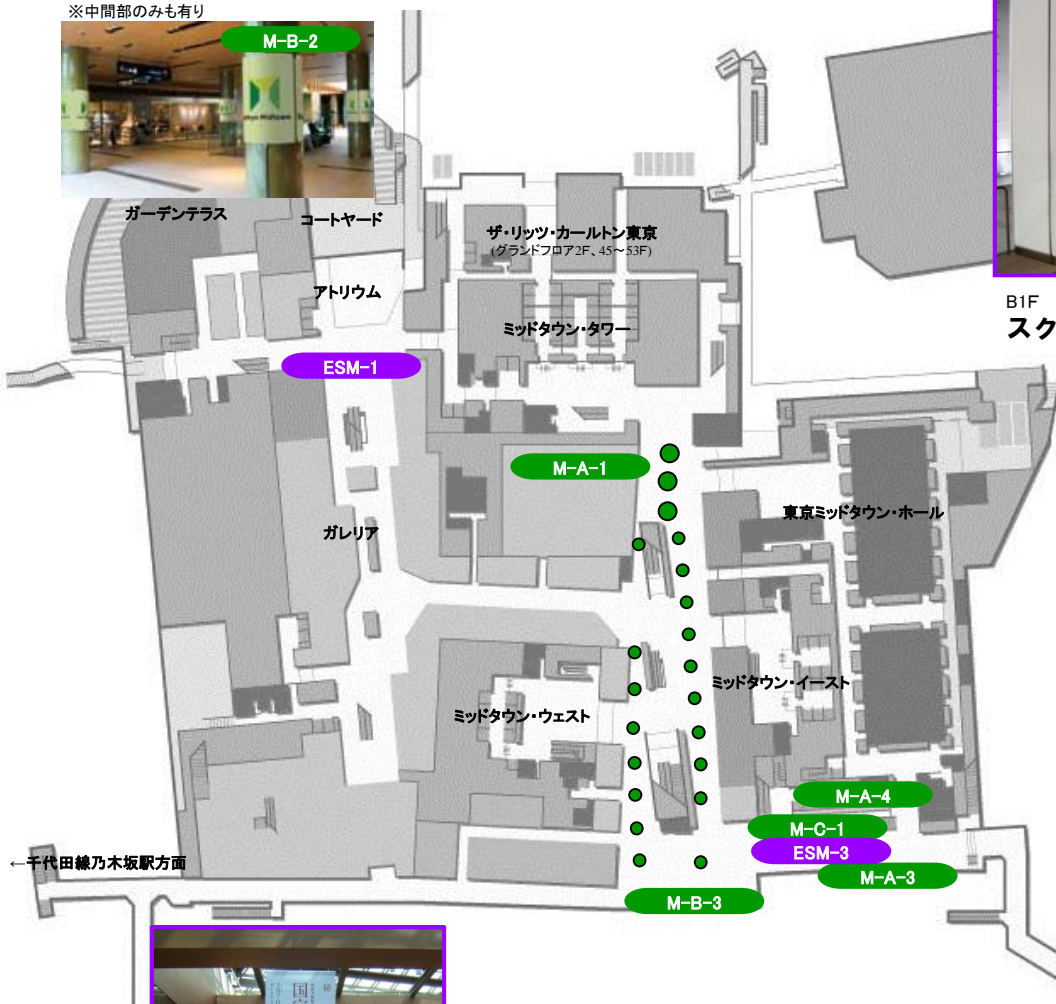 ※中間部のみも有り
M-B-2
ガーデンテラス
コートヤード
ザ・リッツ・カールトン東京
(グランドフロア2F、45～53F)
アトリウム
ミッドタウン・タワー
B1F
スク
ESM-1
M-A-1
ガレリア
東京ミッドタウン・ホール
ミッドタウン・イースト
ミッドタウン・ウェスト
M-A-4
M-C-1
ESM-3
←千代田線乃木坂駅方面
M-A-3
M-B-3